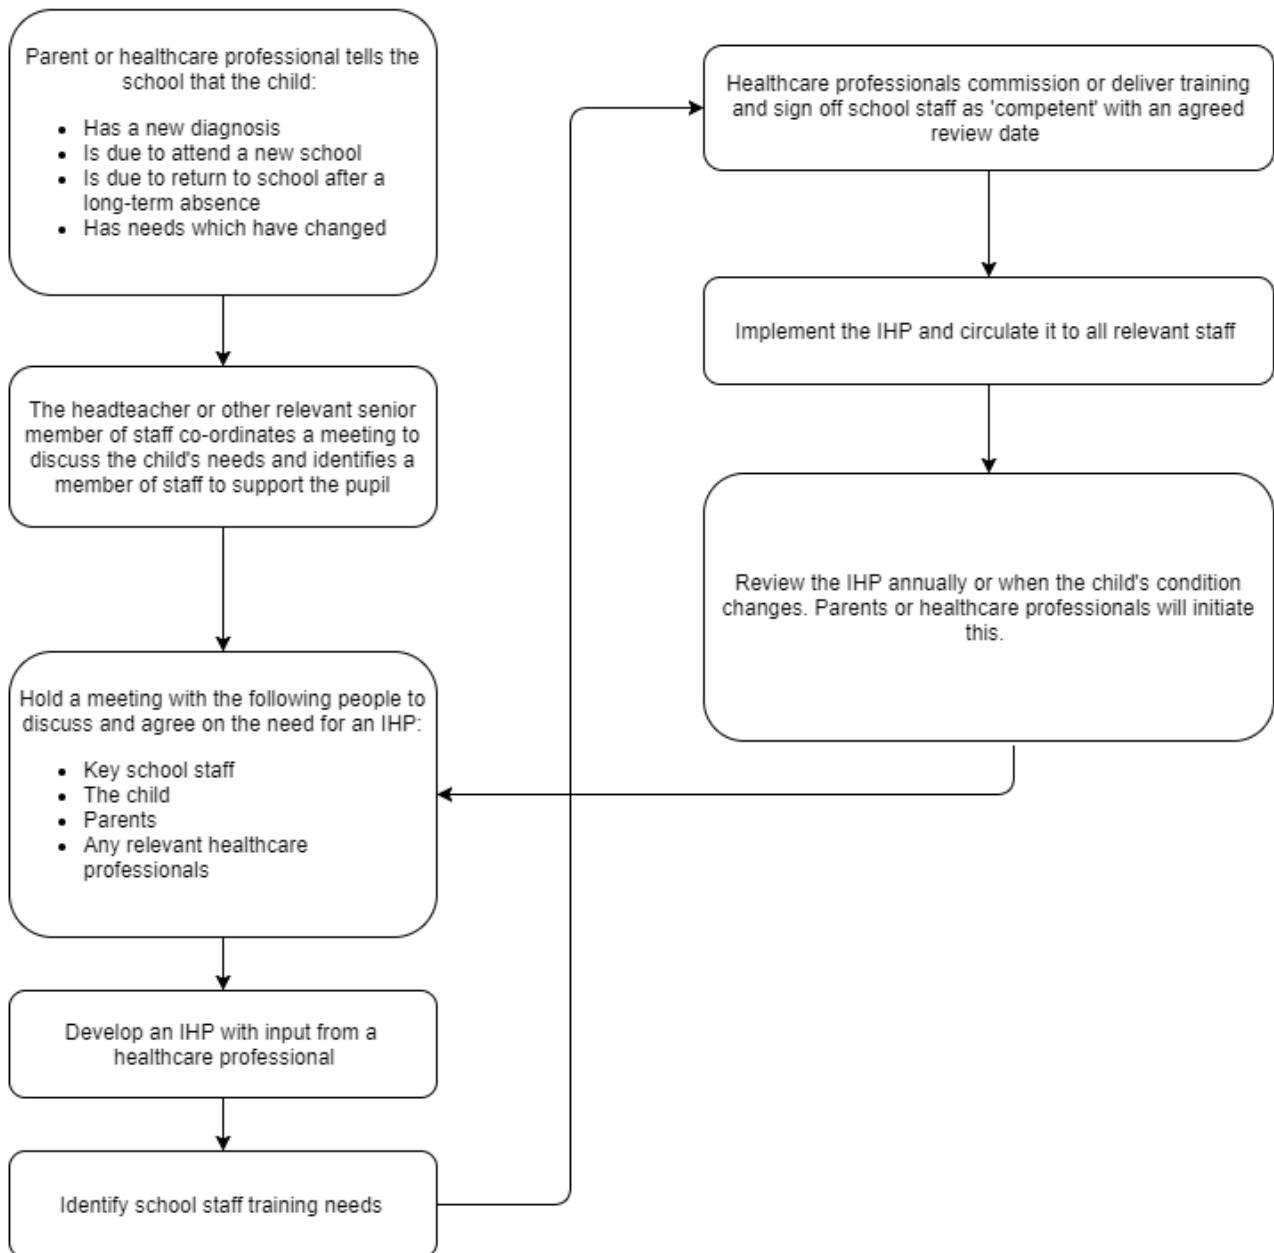 Parent or healthcare professional tells the
school that the child:
• Has a new diagnosis
• Is due to attend a new school
• Is due to return to school after a
long-term absence
• Has needs which have changed
The headteacher or other relevant senior
member of staff co-ordinates a meeting to
discuss the child's needs and identifies a
member of staff to support the pupil
Hold a meeting with the following people to
discuss and agree on the need for an IHP:
• Key school staff
• The child
• Parents
• Any relevant healthcare
professionals
Develop an IHP with input from a
healthcare professional
Identify school staff training needs
Healthcare professionals commission or deliver training
and sign off school staff as 'competent' with an agreed
review date
Implement the IHP and circulate it to all relevant staff
Review the IHP annually or when the child's condition
changes. Parents or healthcare professionals will initiate
this.